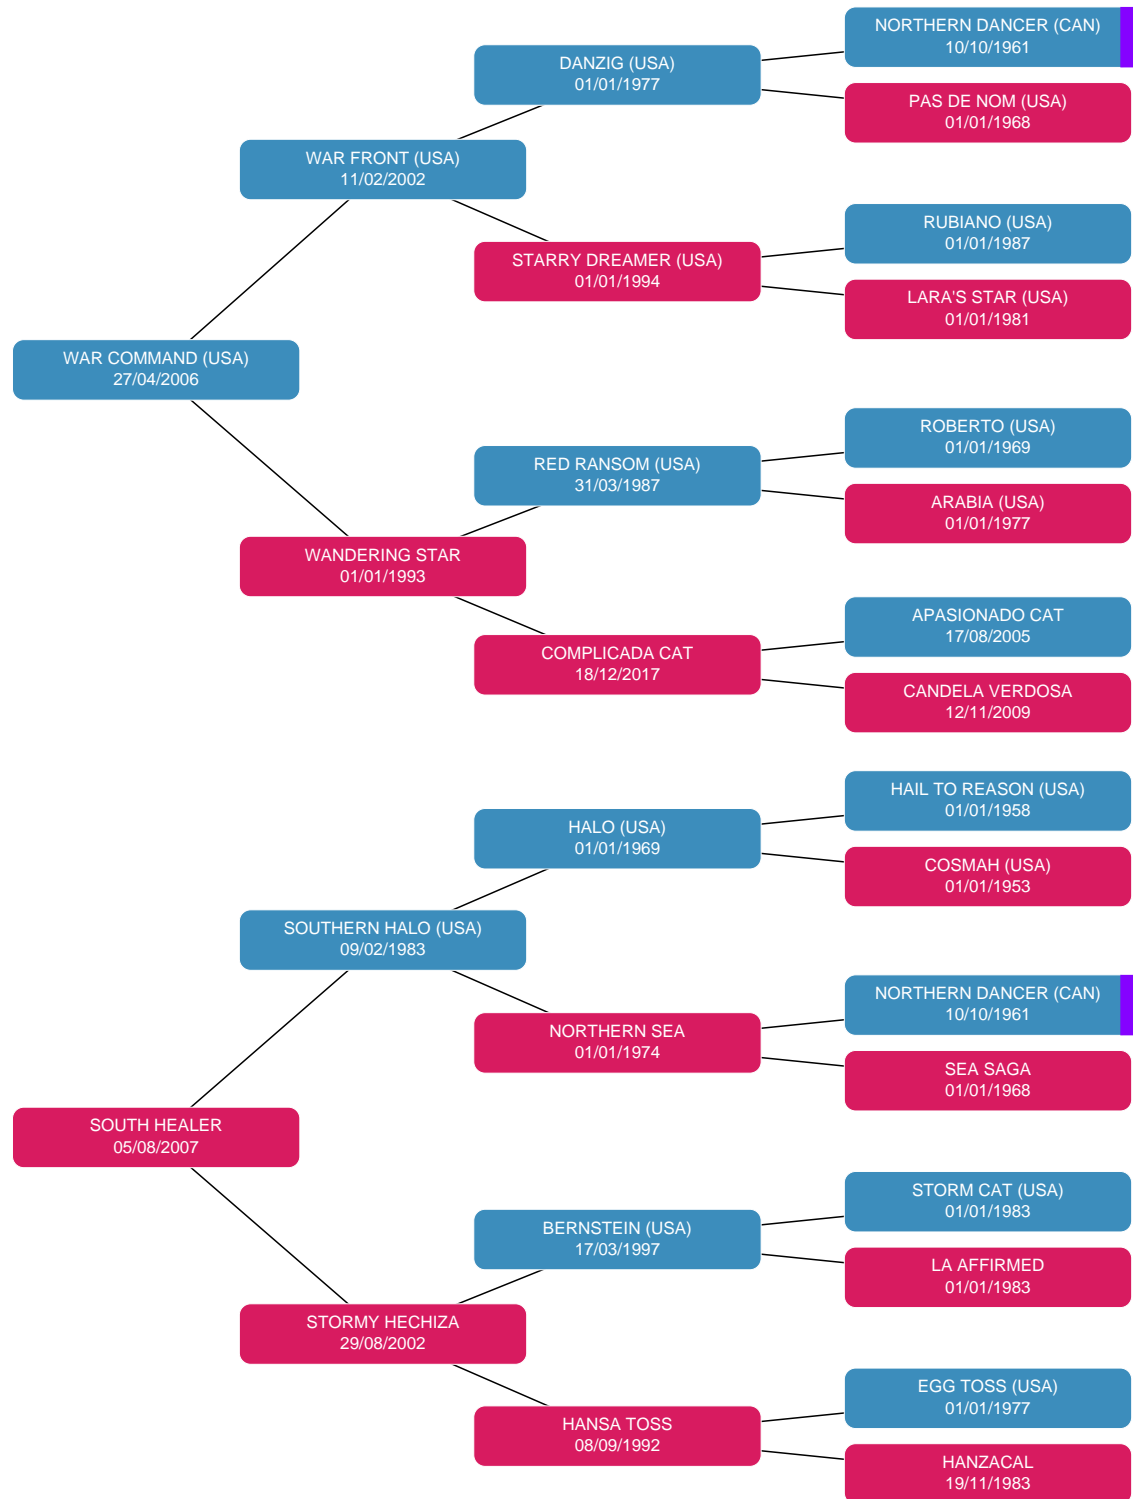 NORTHERN DANCER (CAN)
10/10/1961
DANZIG (USA)
01/01/1977
PAS DE NOM (USA)
01/01/1968
WAR FRONT (USA)
11/02/2002
RUBIANO (USA)
01/01/1987
STARRY DREAMER (USA)
01/01/1994
LARA'S STAR (USA)
01/01/1981
WAR COMMAND (USA)
27/04/2006
ROBERTO (USA)
01/01/1969
RED RANSOM (USA)
31/03/1987
ARABIA (USA)
01/01/1977
WANDERING STAR
01/01/1993
APASIONADO CAT
17/08/2005
COMPLICADA CAT
18/12/2017
CANDELA VERDOSA
12/11/2009
HAIL TO REASON (USA)
01/01/1958
HALO (USA)
01/01/1969
COSMAH (USA)
01/01/1953
SOUTHERN HALO (USA)
09/02/1983
NORTHERN DANCER (CAN)
10/10/1961
NORTHERN SEA
01/01/1974
SEA SAGA
01/01/1968
SOUTH HEALER
05/08/2007
STORM CAT (USA)
01/01/1983
BERNSTEIN (USA)
17/03/1997
LA AFFIRMED
01/01/1983
STORMY HECHIZA
29/08/2002
EGG TOSS (USA)
01/01/1977
HANSA TOSS
08/09/1992
HANZACAL
19/11/1983